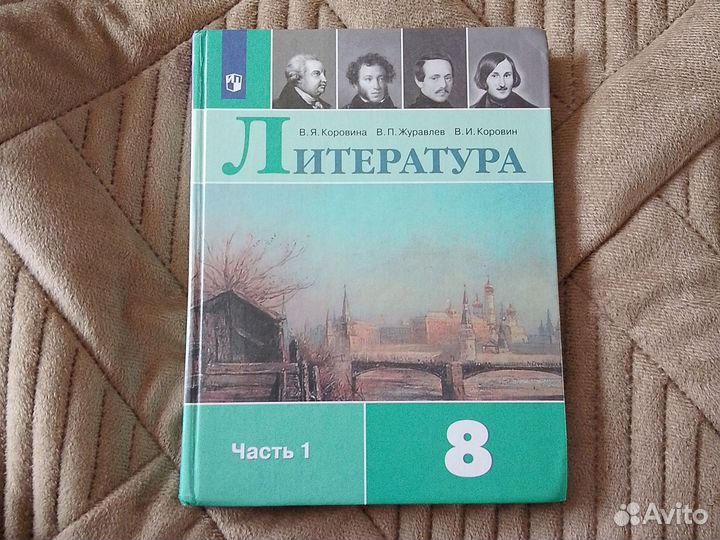 В. Я. Коровина В. П. Журавлев В. И. Коровин
ЛИТЕРАТУРА
Часть 1
8
Avito